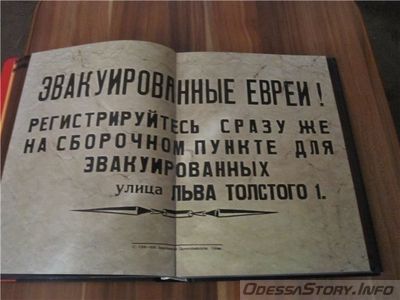 ЭВАКУИРОВАННЫЕ ЕВРЕИ!
РЕГИСТРИРУЙТЕСЬ СРАЗУ ЖЕ
НА СБОРОЧНОМ ПУНКТЕ ДЛЯ
ЭВАКУИРОВАННЫХ
улица ЛЬВА ТОЛСТОГО 1.
OdessaStory.Info